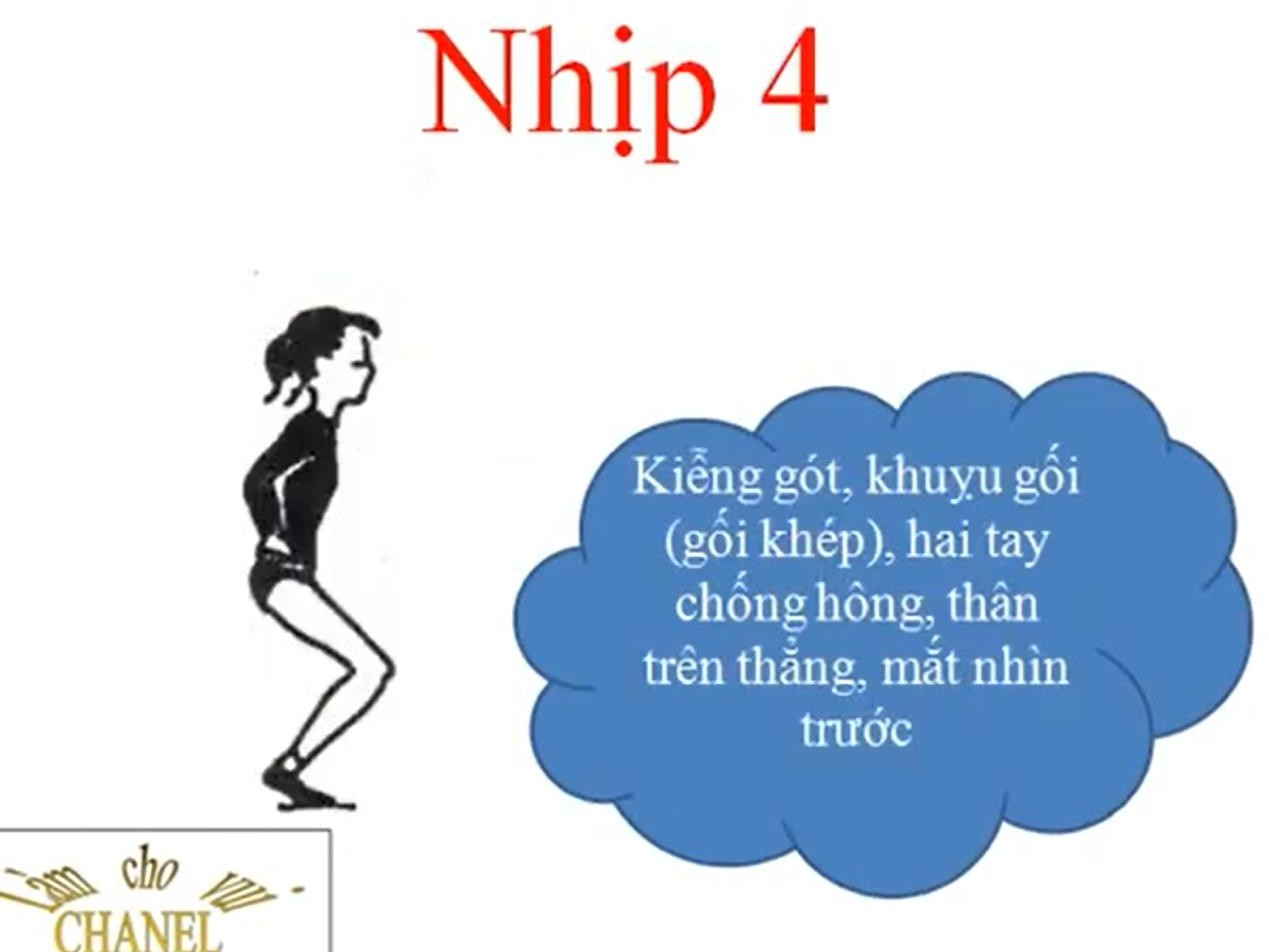 Nhịp 4
Kiễng gót, khuỵu gối
(gối khép), hai tay
chống hông, thân
trên thẳng, mắt nhìn
trước
cho
CHANEL